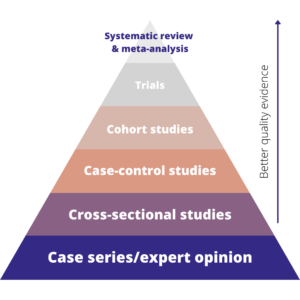 Systematic review
& meta-analysis
Trials
Cohort studies
Case-control studies
Cross-sectional studies
Case series/expert opinion
Better quality evidence